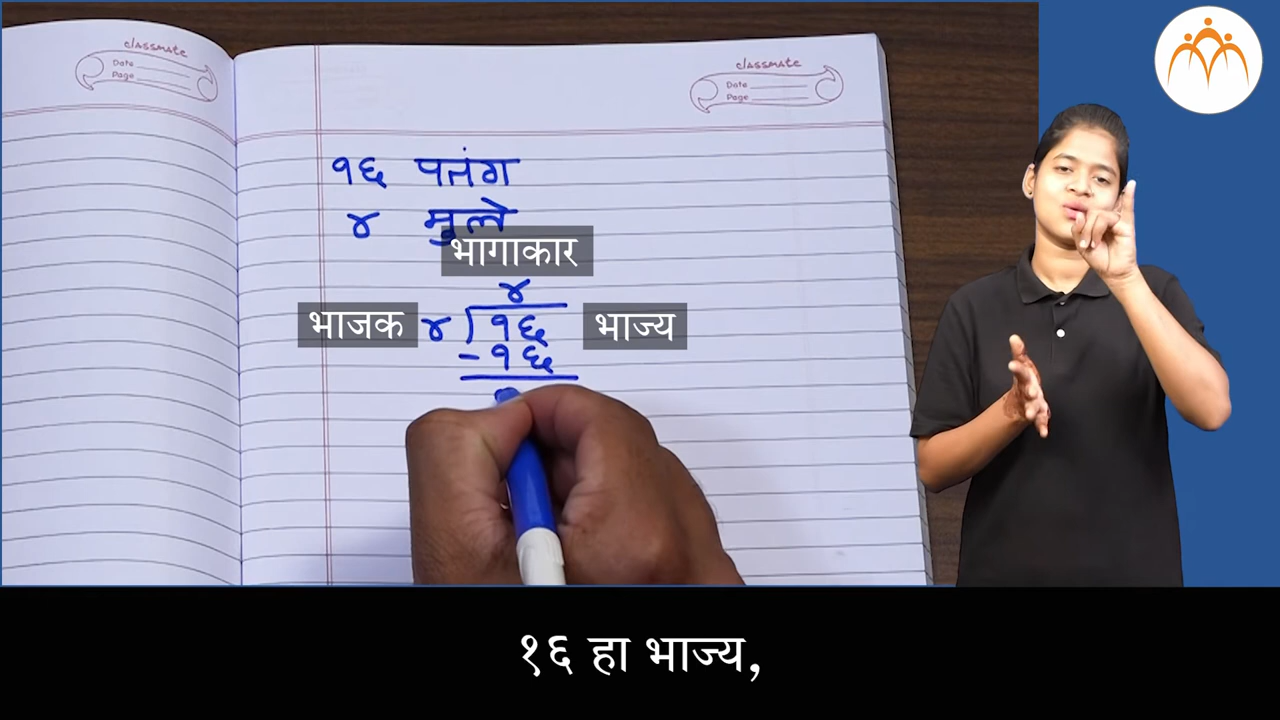 classmate
Date
Page
classmate
Date
Page
१६ पतंग
४ मुले
भागाकार
४
भाजक ४ १६ भाज्य
-१६
१६ हा भाज्य,